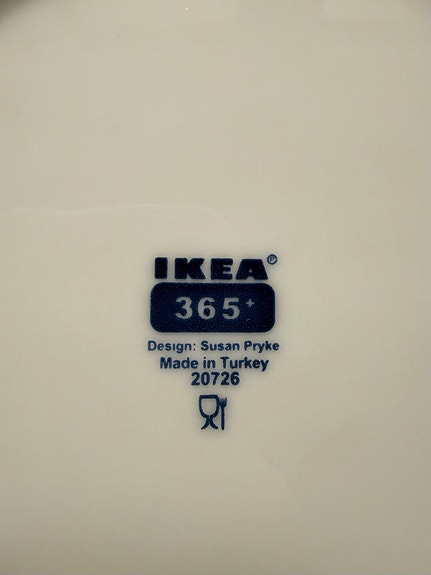 IKEA®
365+
Design: Susan Pryke
Made in Turkey
20726